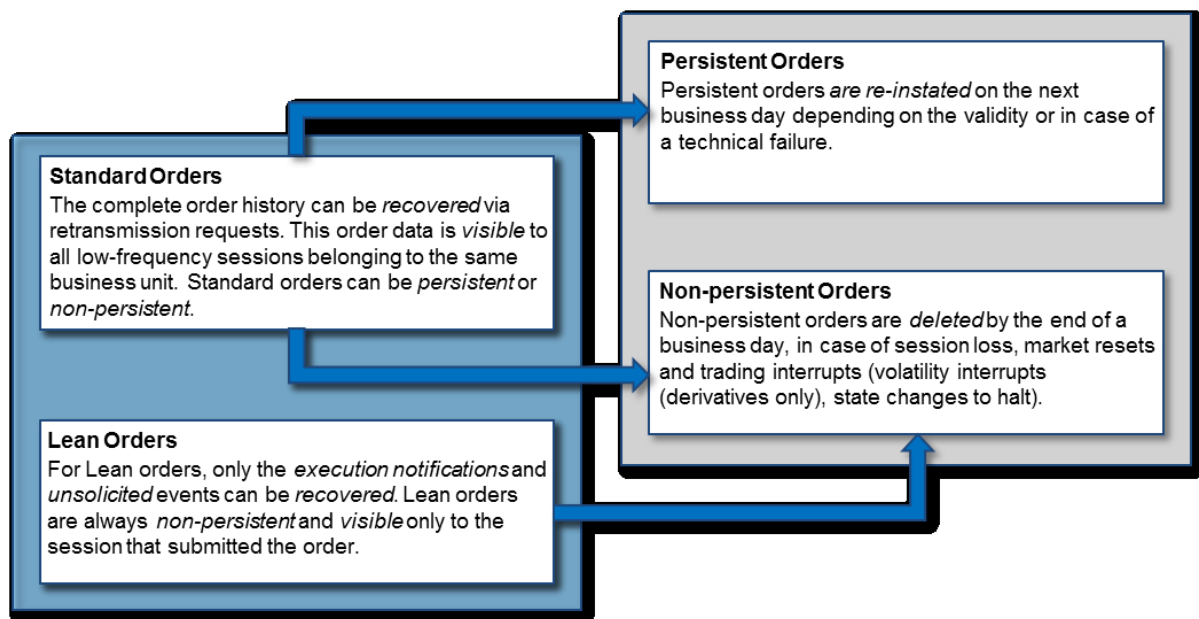 Persistent Orders
Persistent orders are re-instated on the next
business day depending on the validity or in case of
a technical failure.
Standard Orders
The complete order history can be recovered via
retransmission requests. This order data is visible to
all low-frequency sessions belonging to the same
business unit. Standard orders can be persistent or
non-persistent.
Non-persistent Orders
Non-persistent orders are deleted by the end of a
business day, in case of session loss, market resets
and trading interrupts (volatility interrupts
(derivatives only), state changes to halt).
Lean Orders
For Lean orders, only the execution notifications and
unsolicited events can be recovered. Lean orders
are always non-persistent and visible only to the
session that submitted the order.